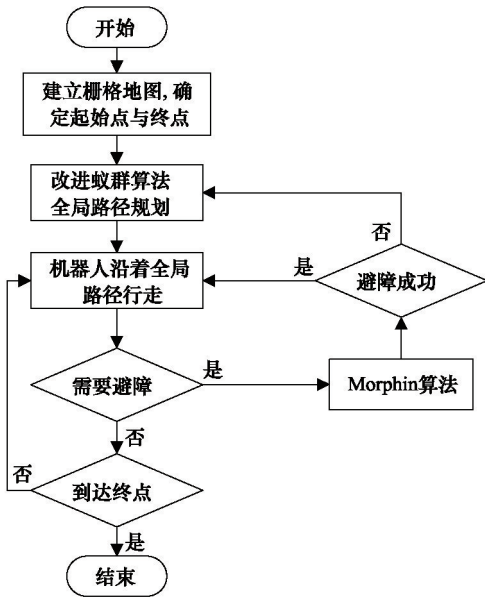 开始
建立栅格地图, 确
定起始点与终点
改进蚁群算法
全局路径规划
否
机器人沿着全局
路径行走
是
避障成功
需要避障
是
Morphin算法
否
否
到达终点
是
结束